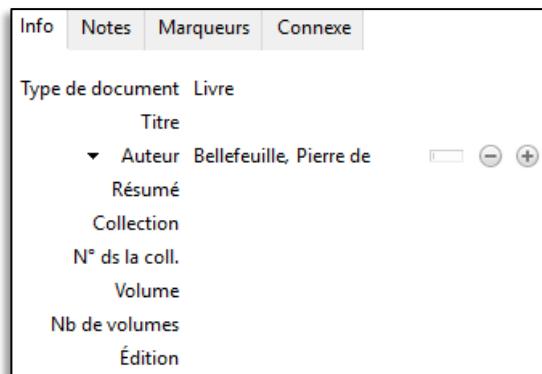 Info Notes Marqueurs Connexe
Type de document Livre
Titre
Auteur Bellefeuille, Pierre de
Résumé
Collection
N° ds la coll.
Volume
Nb de volumes
Édition